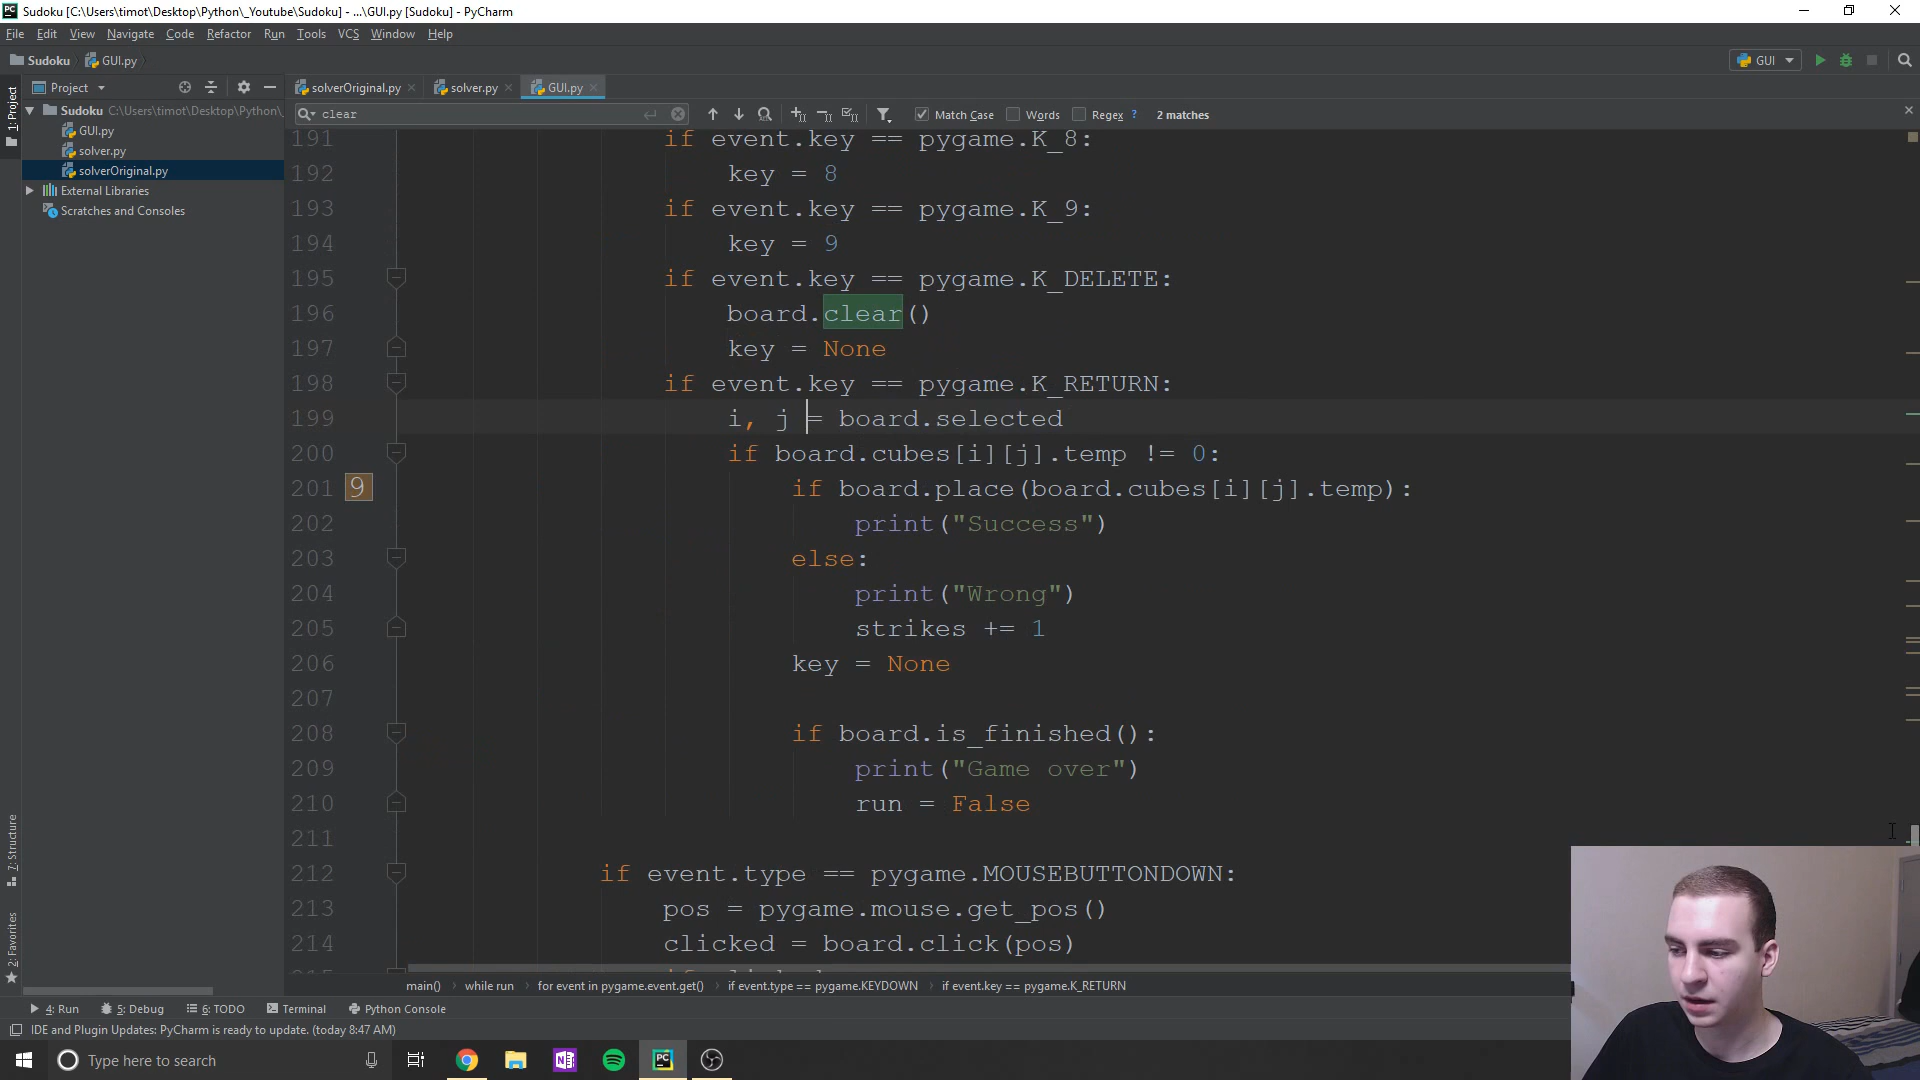 Sudoku [C:\Users\timot\Desktop\Python\_Youtube\Sudoku] - ...\GUI.py [Sudoku] - PyCharm
File Edit View Navigate Code Refactor Run Tools VCS Window Help
Sudoku GUI.py GUI
1: Project
Project
solverOriginal.py solver.py GUI.py
Sudoku C:\Users\timot\Desktop\Python\_
GUI.py
solver.py
solverOriginal.py
External Libraries
Scratches and Consoles
clear Match Case Words Regex ? 2 matches
191 if event.key == pygame.K_8:
192 key = 8
193 if event.key == pygame.K_9:
194 key = 9
195 if event.key == pygame.K_DELETE:
196 board.clear()
197 key = None
198 if event.key == pygame.K_RETURN:
199 i, j = board.selected
200 if board.cubes[i][j].temp != 0:
201 9 if board.place(board.cubes[i][j].temp):
202 print("Success")
203 else:
204 print("Wrong")
205 strikes += 1
206 key = None
207
208 if board.is_finished():
209 print("Game over")
210 run = False
211
212 if event.type == pygame.MOUSEBUTTONDOWN:
213 pos = pygame.mouse.get_pos()
214 clicked = board.click(pos)
7: Structure
2: Favorites
main() while run for event in pygame.event.get() if event.type == pygame.KEYDOWN if event.key == pygame.K_RETURN
4: Run 5: Debug 6: TODO Terminal Python Console
IDE and Plugin Updates: PyCharm is ready to update. (today 8:47 AM)
Type here to search